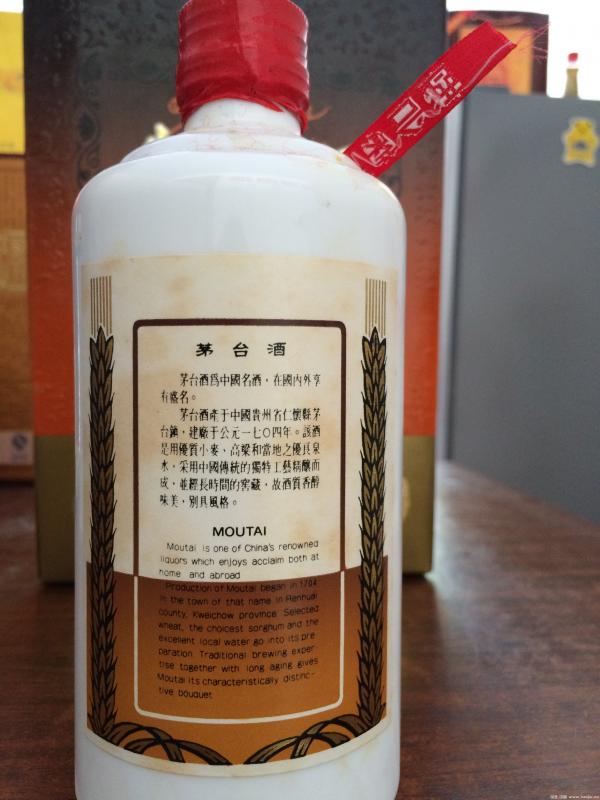 茅台酒
茅台酒爲中國名酒，在國內外享
有盛名。
茅台酒產于中國貴州省仁懷縣茅
台鎮，建廠于公元一七〇四年。該酒
是用優質小麥、高粱和當地之優良泉
水，采用中國傳統的獨特工藝精釀而
成，並經長時間的窖藏，故酒質香醇
味美，別具風格。
MOUTAI
Moutai is one of China's renowned
liquors which enjoys acclaim both at
home and abroad
Production of Moutai began in 1704
in the town of that name in Renhuai
county, Kweichow province. Selected
wheat, the choicest sorghum and the
excellent local water go into its pre
paration. Traditional brewing exper-
tise together with long aging gives
Moutai its characteristically distinc-
tive bouquet